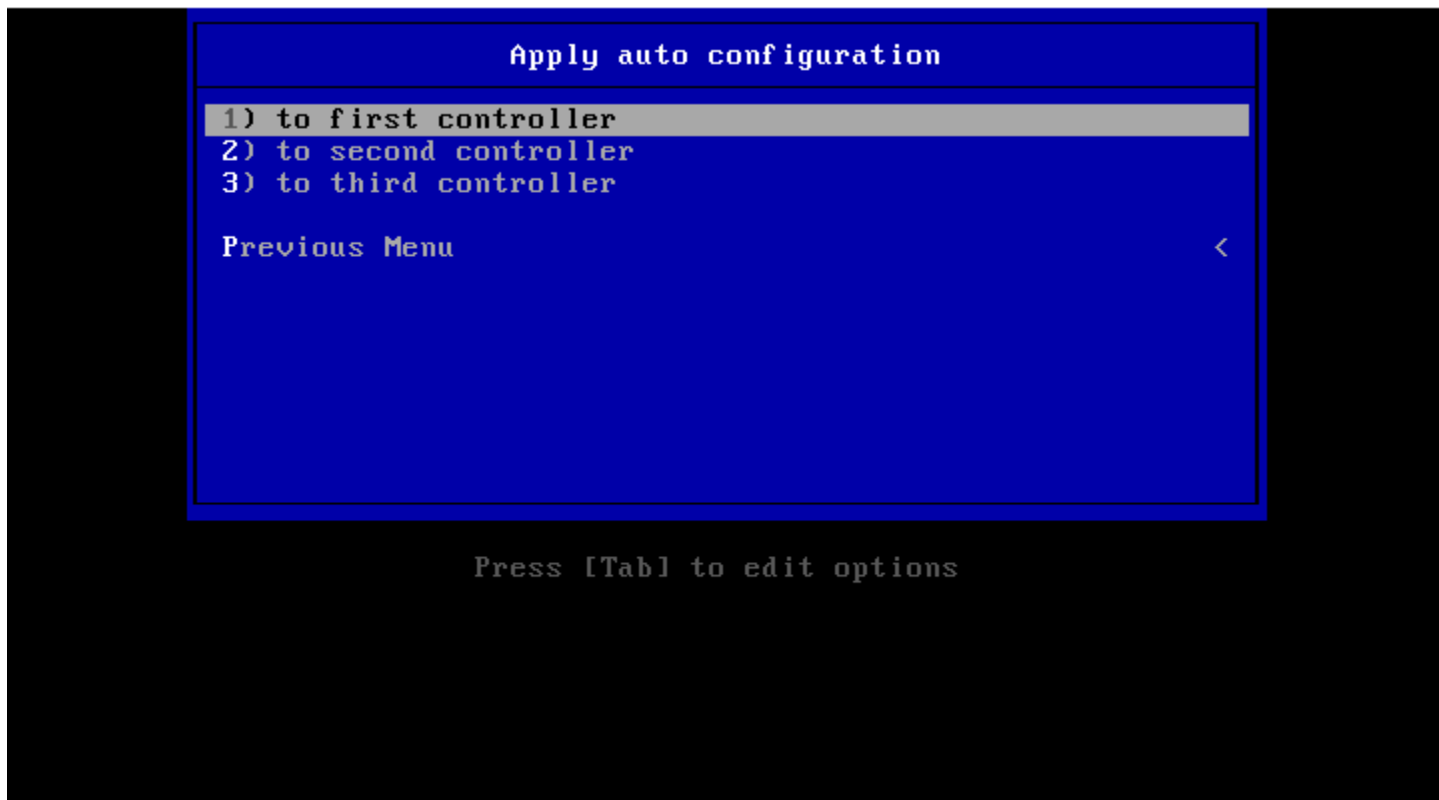 Apply auto configuration
1) to first controller
2) to second controller
3) to third controller
Previous Menu <
Press [Tab] to edit options